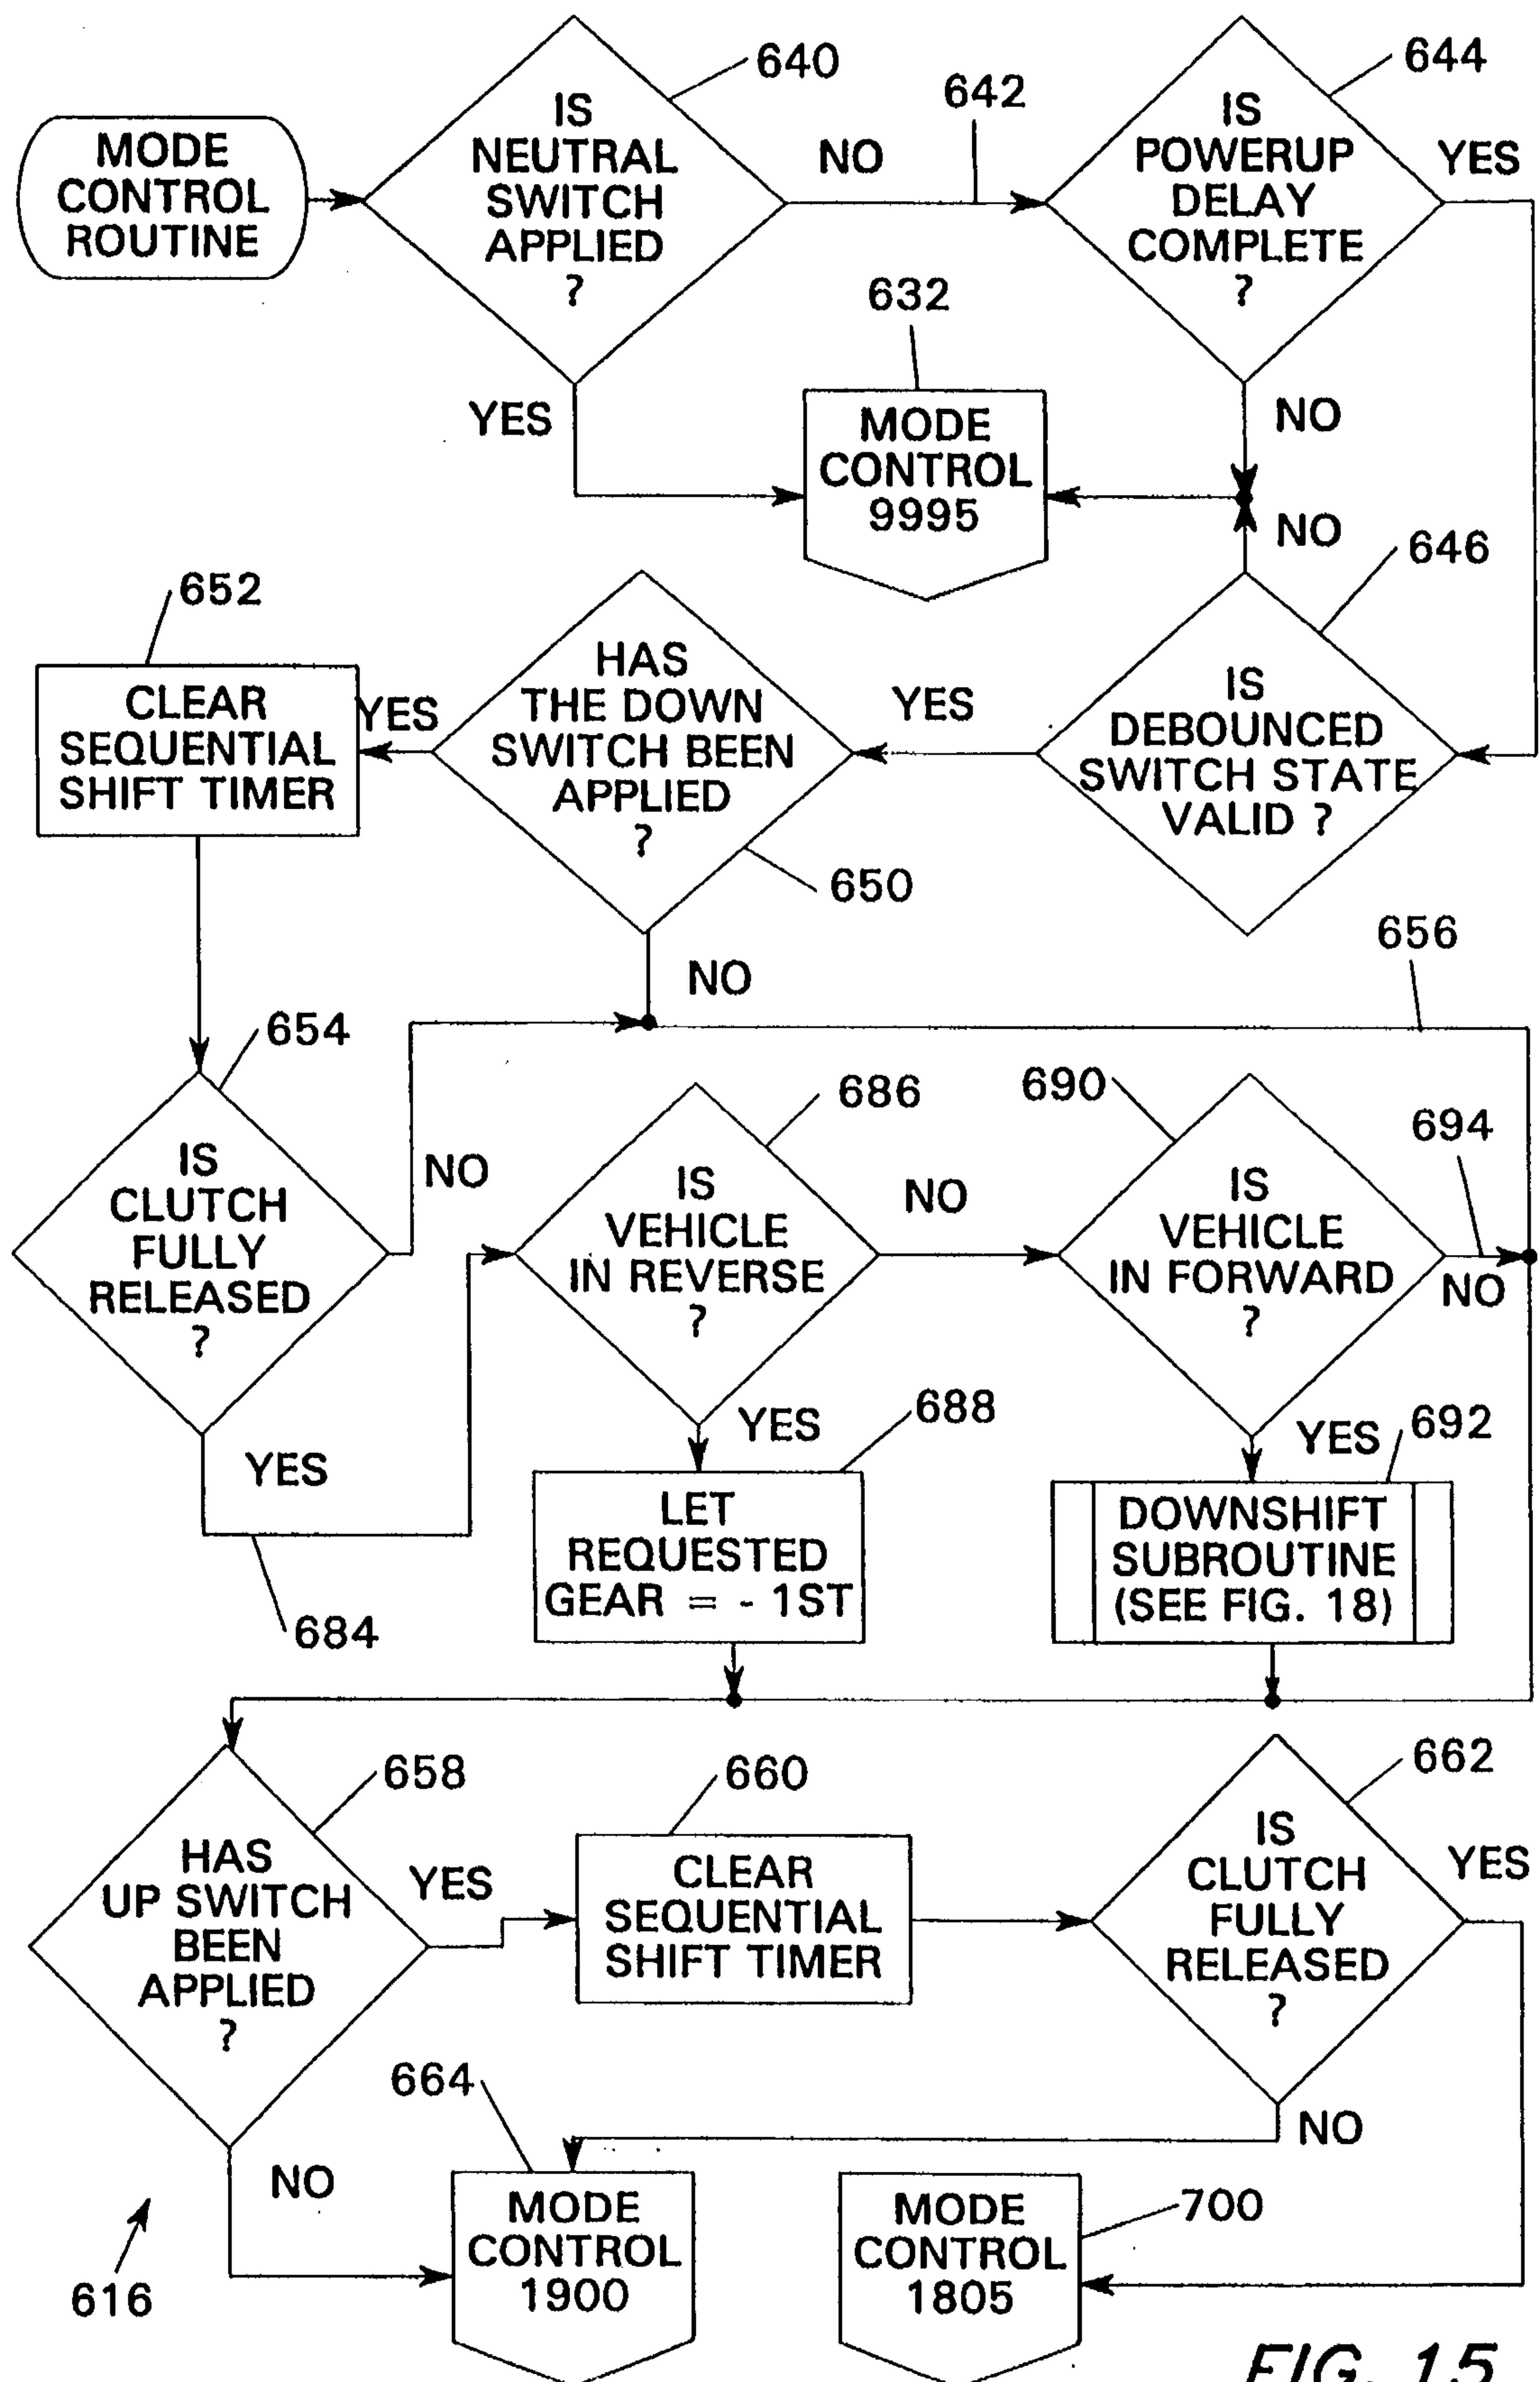 MODE
CONTROL
ROUTINE
640
IS
NEUTRAL
SWITCH
APPLIED
?
NO
642
644
IS
POWERUP
DELAY
COMPLETE
?
YES
YES
632
MODE
CONTROL
9995
NO
NO
646
IS
DEBOUNCED
SWITCH STATE
VALID ?
YES
HAS
THE DOWN
SWITCH BEEN
APPLIED
?
650
YES
652
CLEAR
SEQUENTIAL
SHIFT TIMER
NO
656
654
IS
CLUTCH
FULLY
RELEASED
?
NO
YES
684
686
IS
VEHICLE
IN REVERSE
?
NO
690
IS
VEHICLE
IN FORWARD
?
694
NO
YES
688
LET
REQUESTED
GEAR = - 1ST
YES
692
DOWNSHIFT
SUBROUTINE
(SEE FIG. 18)
658
HAS
UP SWITCH
BEEN
APPLIED
?
YES
660
CLEAR
SEQUENTIAL
SHIFT TIMER
662
IS
CLUTCH
FULLY
RELEASED
?
YES
NO
NO
664
MODE
CONTROL
1900
MODE
CONTROL
1805
700
616
FIG. 15